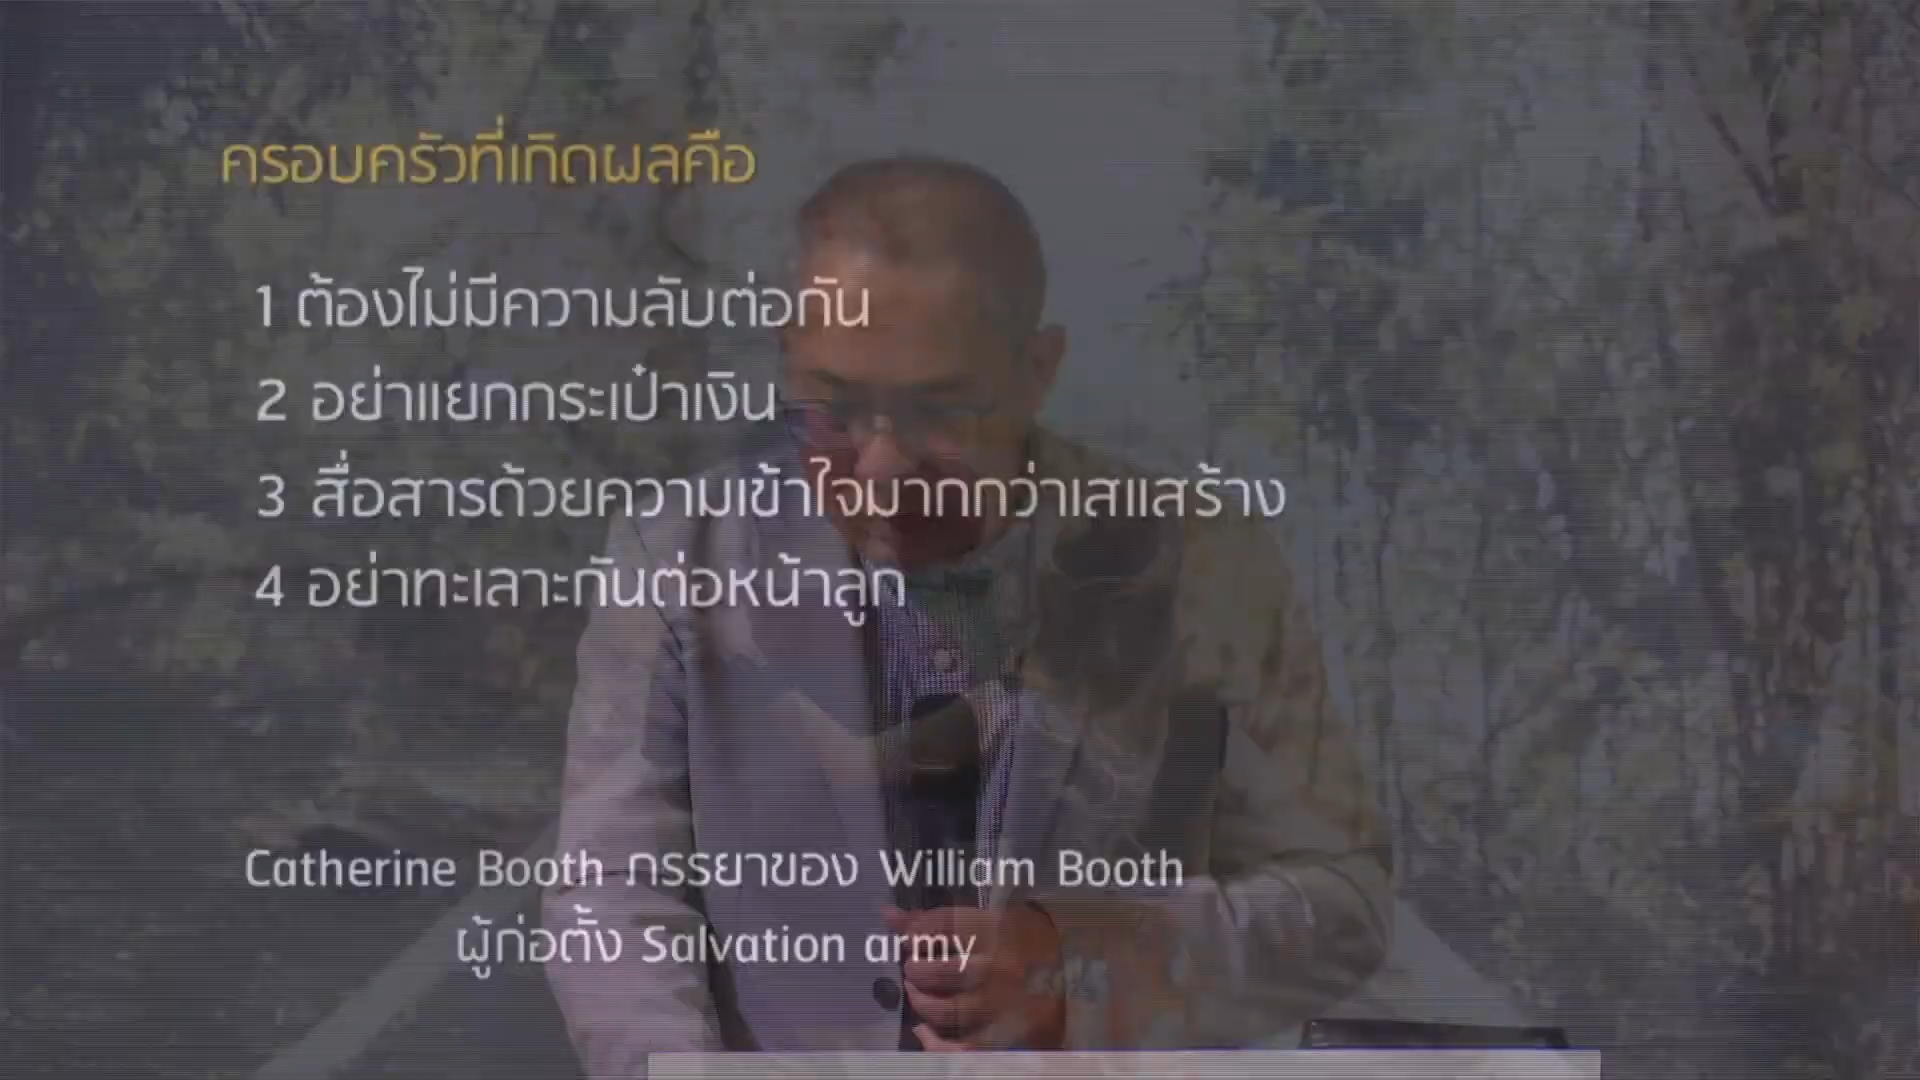 ครอบครัวที่เกิดผลคือ
1 ต้องไม่มีความลับต่อกัน
2 อย่าแยกกระเป๋าเงิน
3 สื่อสารด้วยความเข้าใจมากกว่าเสแสร้าง
4 อย่าทะเลาะกันต่อหน้าลูก
Catherine Booth ภรรยาของ William Booth
ผู้ก่อตั้ง Salvation army